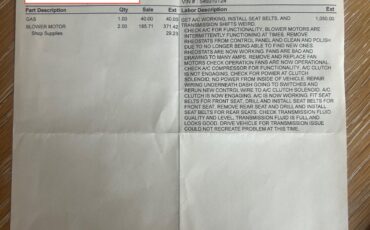 VIN #: 549210724
Part Description Qty Sale Ext Labor Description Ext
GAS 1.00 40.00 40.00
BLOWER MOTOR 2.00 185.71 371.42
Shop Supplies 29.23
GET A/C WORKING, INSTALL SEAT BELTS, AND 1,050.00
TRANSMISSION SHIFTS WEIRD.
CHECK A/C FOR FUNCTIONALITY, BLOWER MOTORS ARE
INTERMITTENTLY FUNCTIONING AT TIMES. REMOVE
RHEOSTATS FROM CONTROL PANEL AND CLEAN AND POLISH
DUE TO NO LONGER BEING ABLE TO FIND NEW ONES.
RHEOSTATS ARE NOW WORKING. FANS ARE BAD AND
DRAWING TO MANY AMPS. REMOVE AND REPLACE FAN
MOTORS CHECK OPERATION FANS ARE NOW OPERATIONAL.
CHECK A/C COMPRESSOR FOR FUNCTIONALITY, A/C CLUTCH
IS NOT ENGAGING. CHECK FOR POWER AT CLUTCH
SOLENOID, NO POWER FROM INSIDE OF VEHICLE. REPAIR
WIRING UNDERNEATH DASH GOING TO SWITCHES AND
RERUN NEW CONTROL WIRE TO A/C CLUTCH SOLENOID. A/C
CLUTCH IS NOW ENGAGING. A/C IS NOW WORKING. FIT SEAT
BELTS FOR FRONT SEAT, DRILL AND INSTALL SEAT BELTS FOR
FRONT SEAT. REMOVE REAR SEAT AND DRILL AND INSTALL
SEAT BELTS FOR REAR SEATS. CHECK TRANSMISSION FLUID
QUALITY AND LEVEL, TRANSMISSION FLUID IS FULL AND
LOOKS GOOD. DRIVE VEHICLE FOR TRANSMISSION ISSUE
COULD NOT RECREATE PROBLEM AT THIS TIME.